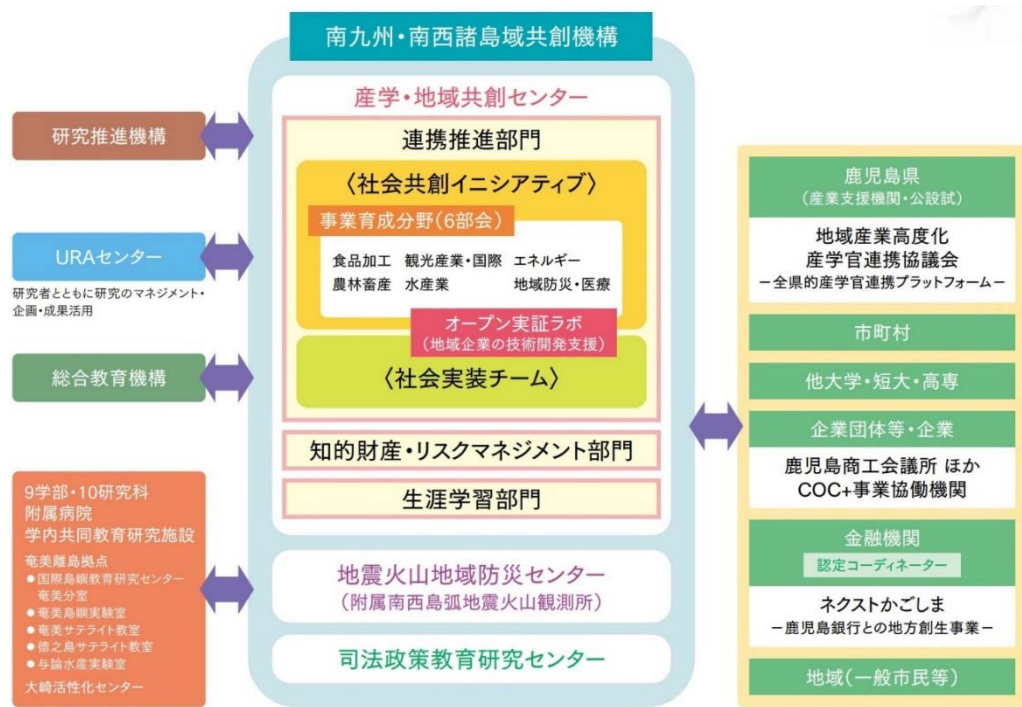 南九州・南西諸島域共創機構
研究推進機構
URAセンター
研究者とともに研究のマネジメント・
企画・成果活用
総合教育機構
9学部・10研究科
附属病院
学内共同教育研究施設
奄美離島拠点
●国際島嶼教育研究センター
奄美分室
●奄美島嶼実験室
●奄美サテライト教室
●徳之島サテライト教室
●与論水産実験室
大崎活性化センター
産学・地域共創センター
連携推進部門
〈社会共創イニシアティブ〉
事業育成分野(6部会)
食品加工 観光産業・国際 エネルギー
農林畜産 水産業 地域防災・医療
オープン実証ラボ
(地域企業の技術開発支援)
〈社会実装チーム〉
知的財産・リスクマネジメント部門
生涯学習部門
地震火山地域防災センター
(附属南西島弧地震火山観測所)
司法政策教育研究センター
鹿児島県
(産業支援機関・公設試)
地域産業高度化
産学官連携協議会
−全県的産学官連携プラットフォーム−
市町村
他大学・短大・高専
企業団体等・企業
鹿児島商工会議所 ほか
COC+事業協働機関
金融機関
認定コーディネーター
ネクストかごしま
−鹿児島銀行との地方創生事業−
地域(一般市民等)